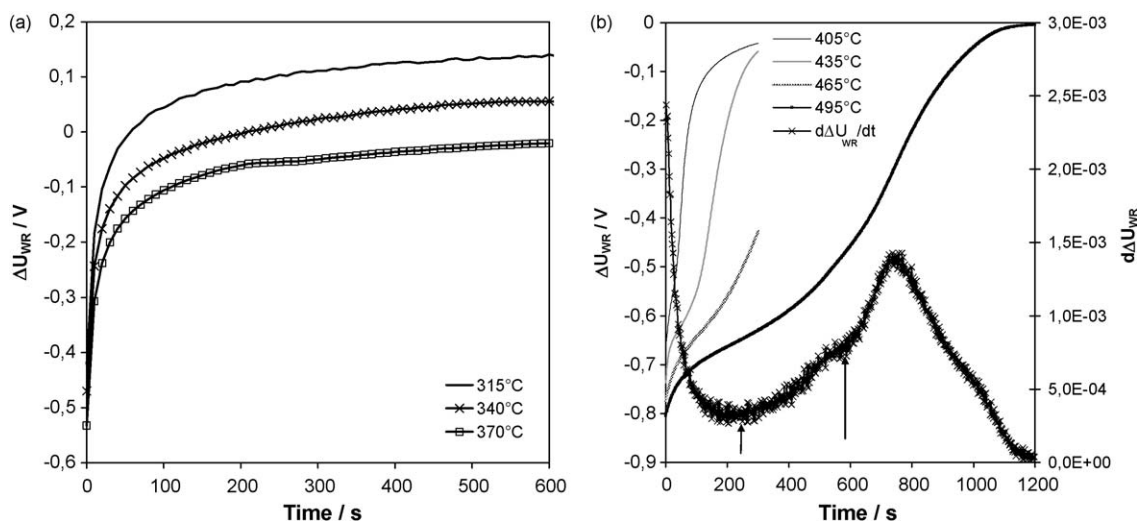 (a)
0,2
0,1
0
-0,1
-0,2
-0,3
-0,4
-0,5
-0,6
ΔU_WR / V
0 100 200 300 400 500 600
Time / s
315°C
340°C
370°C
(b)
0
-0,1
-0,2
-0,3
-0,4
-0,5
-0,6
-0,7
-0,8
-0,9
ΔU_WR / V
405°C
435°C
465°C
495°C
dΔU_WR/dt
3,0E-03
2,5E-03
2,0E-03
1,5E-03
1,0E-03
5,0E-04
0,0E+00
dΔU_WR
0 200 400 600 800 1000 1200
Time / s